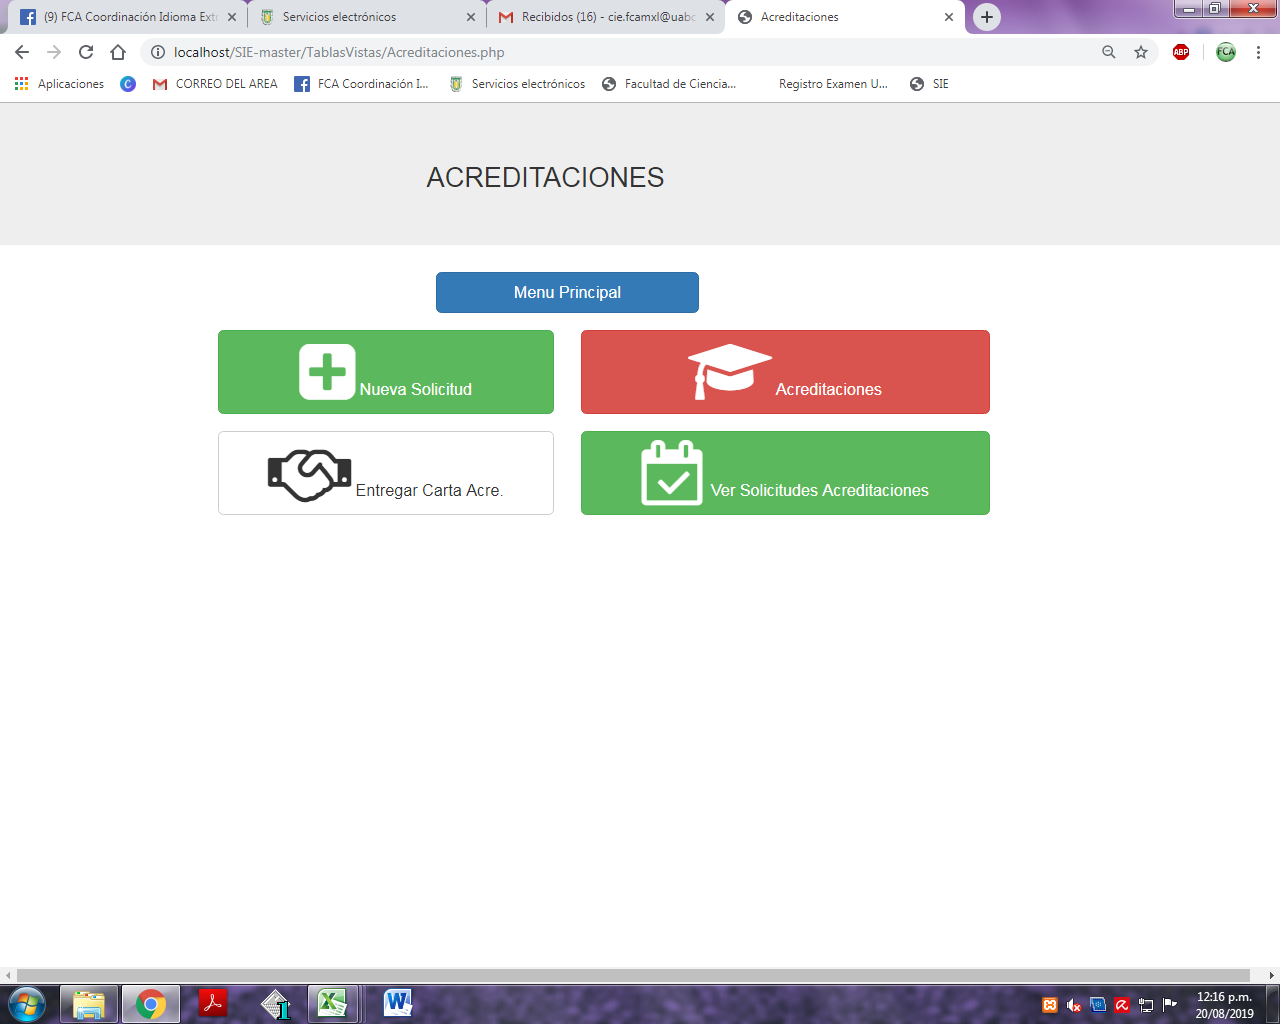 (9) FCA Coordinación Idioma Extr
Servicios electrónicos
Recibidos (16) - cie.fcamxl@uabc
Acreditaciones
localhost/SIE-master/TablasVistas/Acreditaciones.php
ABP
FCA
Aplicaciones
CORREO DEL AREA
FCA Coordinación I...
Servicios electrónicos
Facultad de Ciencia...
Registro Examen U...
SIE
ACREDITACIONES
Menu Principal
Nueva Solicitud
Acreditaciones
Entregar Carta Acre.
Ver Solicitudes Acreditaciones
12:16 p.m.
20/08/2019